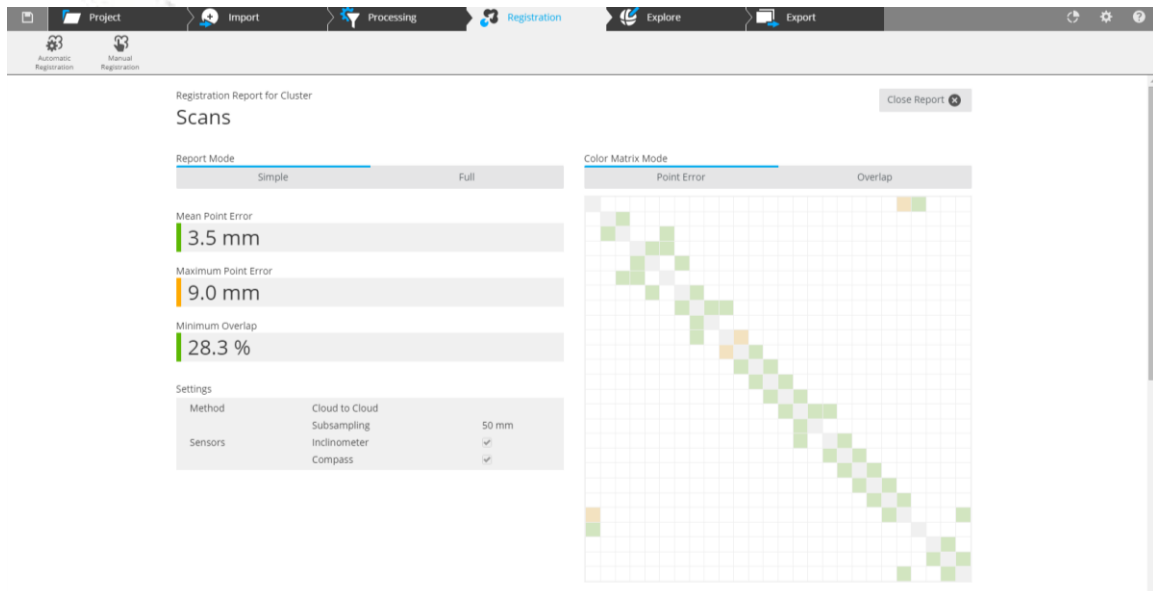 Project
Import
Processing
Registration
Explore
Export
Automatic
Registration
Manual
Registration
Registration Report for Cluster
Close Report
Scans
Report Mode
Simple
Full
Color Matrix Mode
Point Error
Overlap
Mean Point Error
3.5 mm
Maximum Point Error
9.0 mm
Minimum Overlap
28.3 %
Settings
Method Cloud to Cloud
Subsampling 50 mm
Sensors Inclinometer
Compass